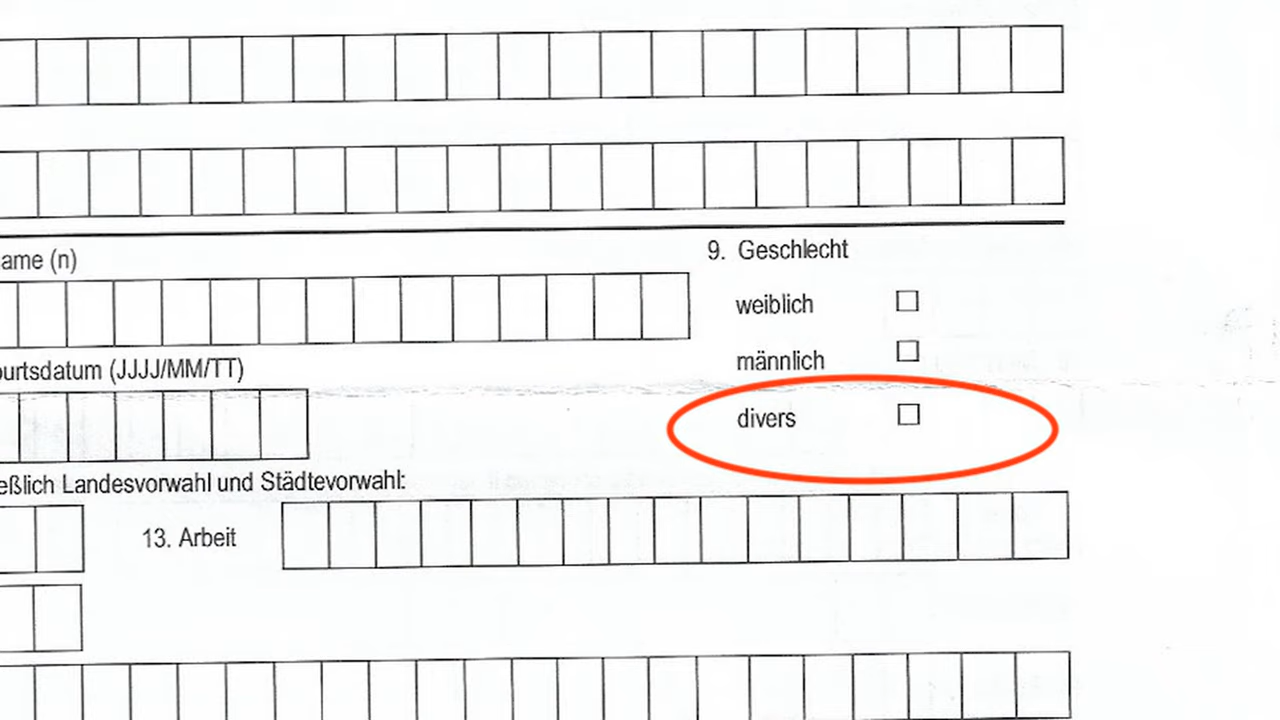 9. Geschlecht
ame (n)
weiblich
männlich
urtsdatum (JJJJ/MM/TT)
divers
eßlich Landesvorwahl und Städtevorwahl:
13. Arbeit